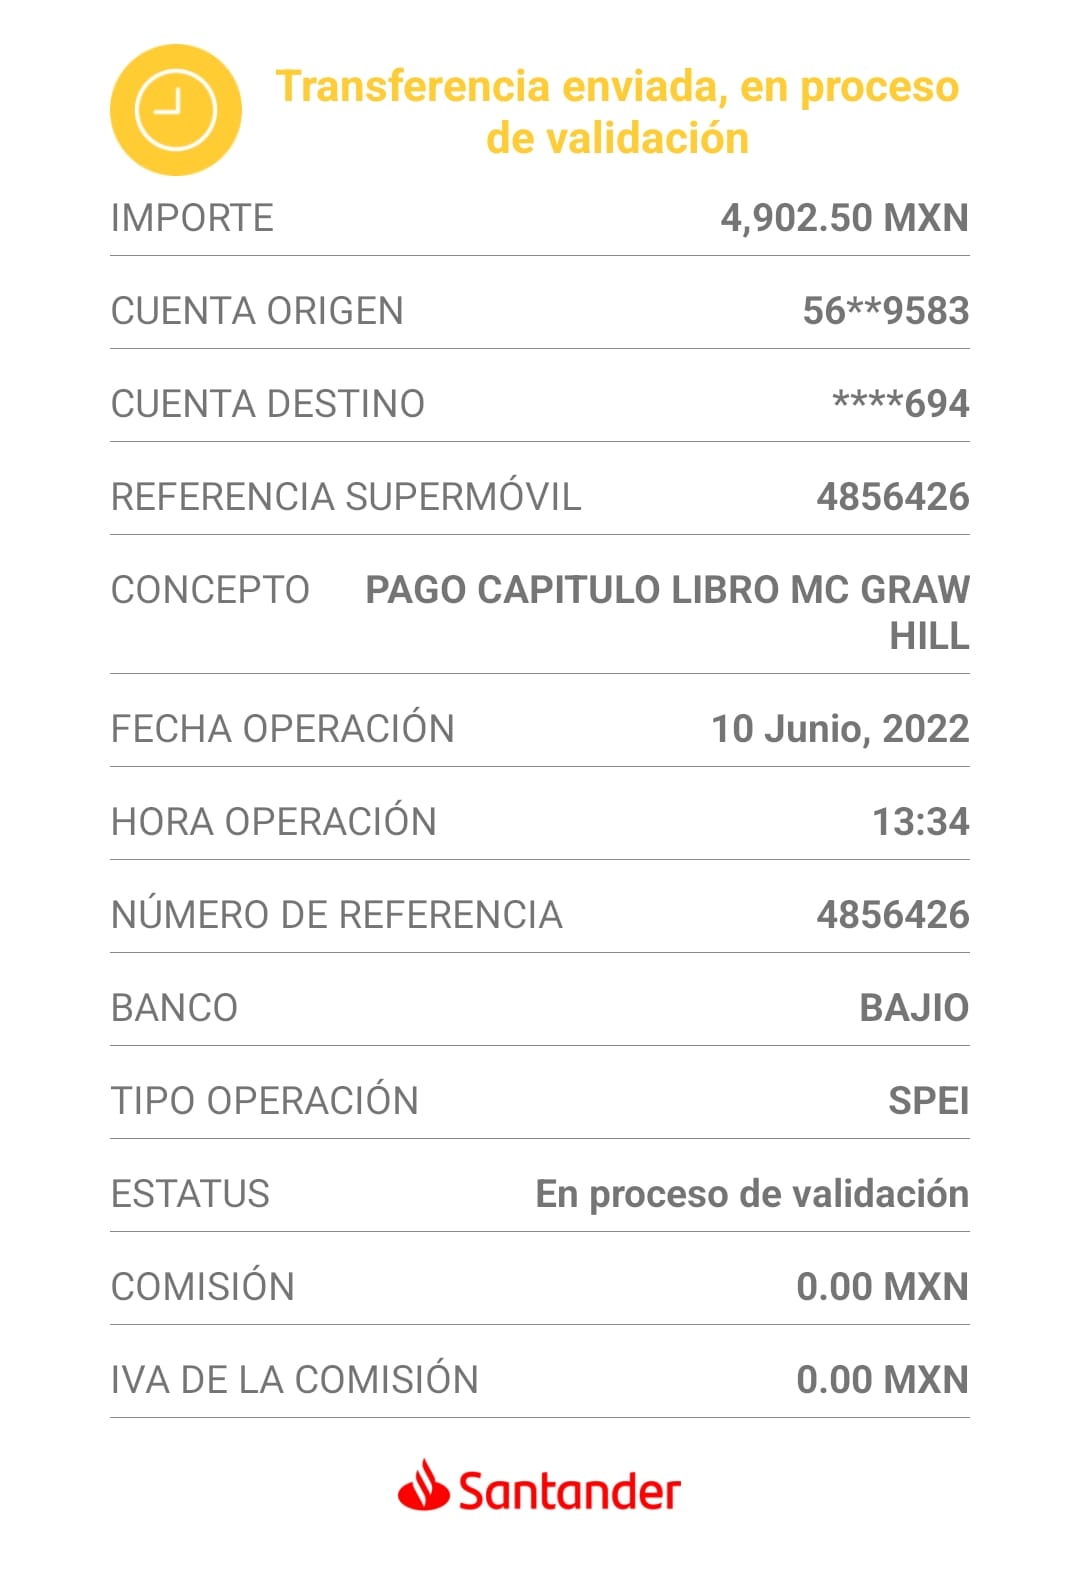 Transferencia enviada, en proceso
de validación
IMPORTE 4,902.50 MXN
CUENTA ORIGEN 56**9583
CUENTA DESTINO ****694
REFERENCIA SUPERMÓVIL 4856426
CONCEPTO PAGO CAPITULO LIBRO MC GRAW
HILL
FECHA OPERACIÓN 10 Junio, 2022
HORA OPERACIÓN 13:34
NÚMERO DE REFERENCIA 4856426
BANCO BAJIO
TIPO OPERACIÓN SPEI
ESTATUS En proceso de validación
COMISIÓN 0.00 MXN
IVA DE LA COMISIÓN 0.00 MXN
Santander